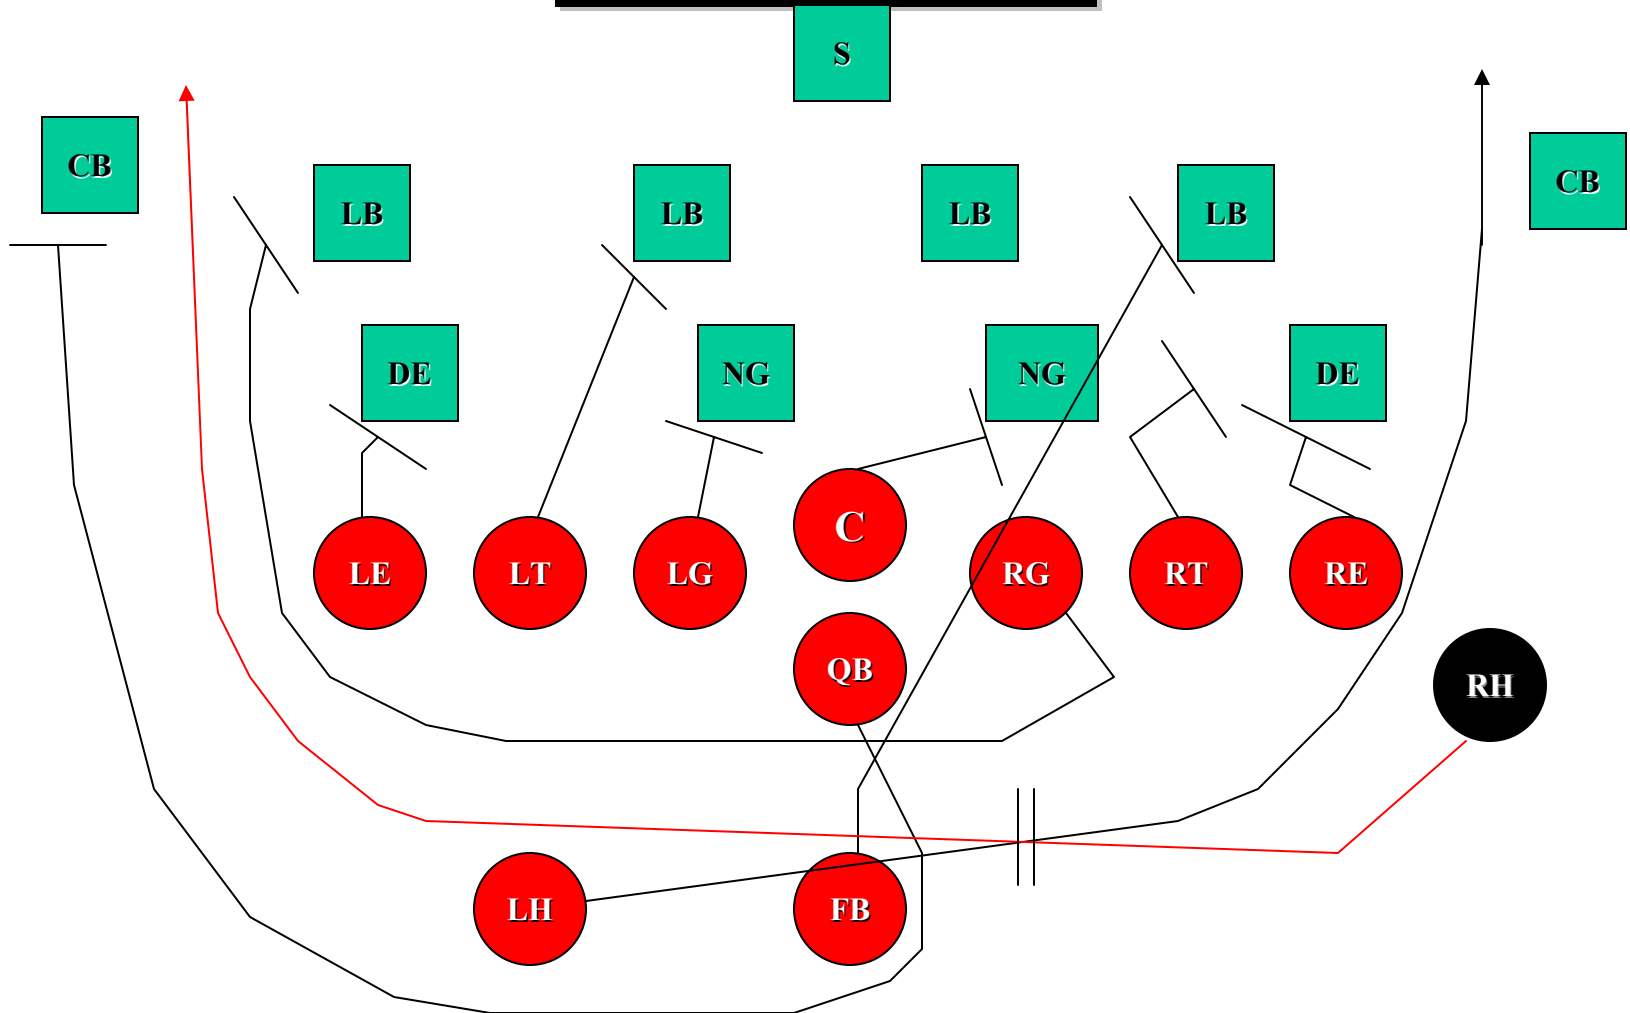 S
CB
CB
LB
LB
LB
LB
DE
NG
NG
DE
C
LE
LT
LG
RG
RT
RE
QB
RH
LH
FB